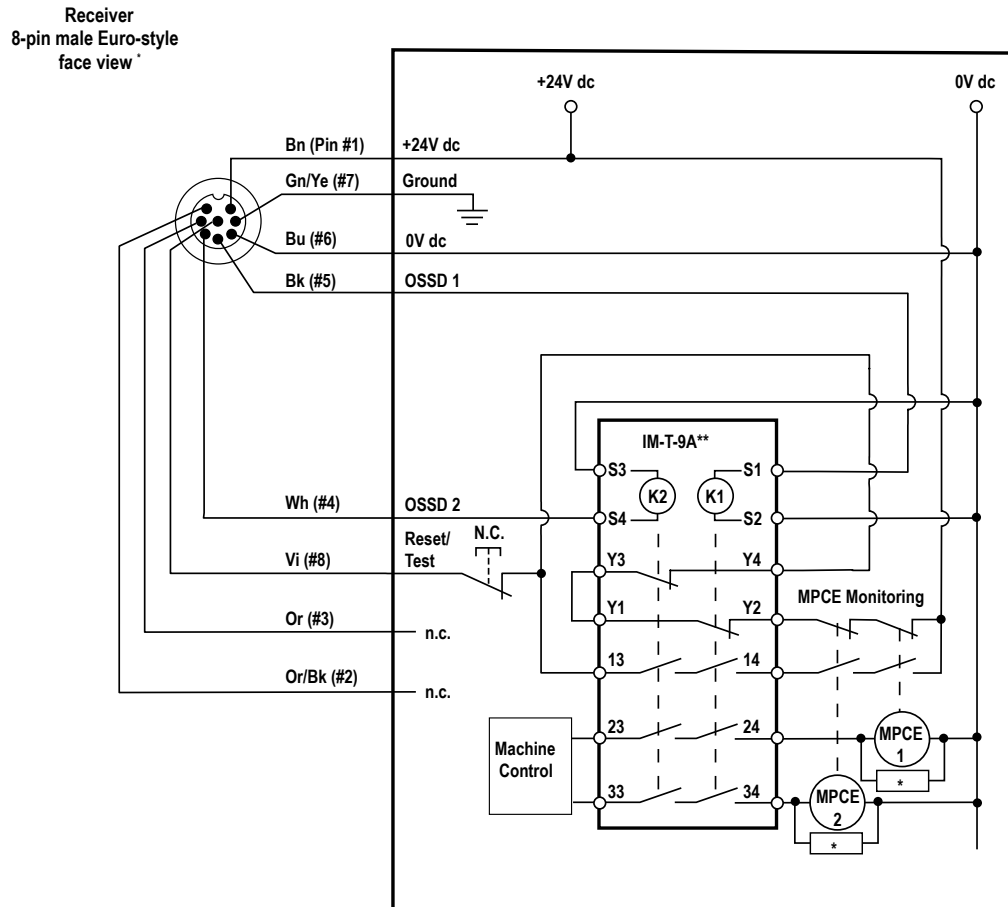 Receiver
8-pin male Euro-style
face view *
+24V dc
0V dc
Bn (Pin #1)
+24V dc
Gn/Ye (#7)
Ground
Bu (#6)
0V dc
Bk (#5)
OSSD 1
IM-T-9A**
S3
S1
K2
K1
Wh (#4)
OSSD 2
S4
S2
Reset/
Test
N.C.
Vi (#8)
Y3
Y4
MPCE Monitoring
Y1
Y2
Or (#3)
n.c.
13
14
Or/Bk (#2)
n.c.
23
24
MPCE
1
*
Machine
Control
33
34
MPCE
2
*